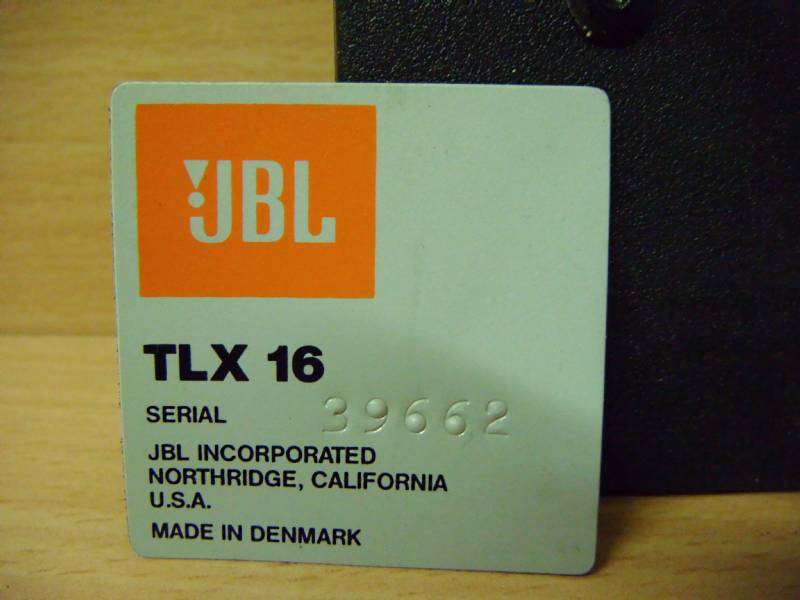 JBL
TLX 16
SERIAL 39662
JBL INCORPORATED
NORTHRIDGE, CALIFORNIA
U.S.A.
MADE IN DENMARK